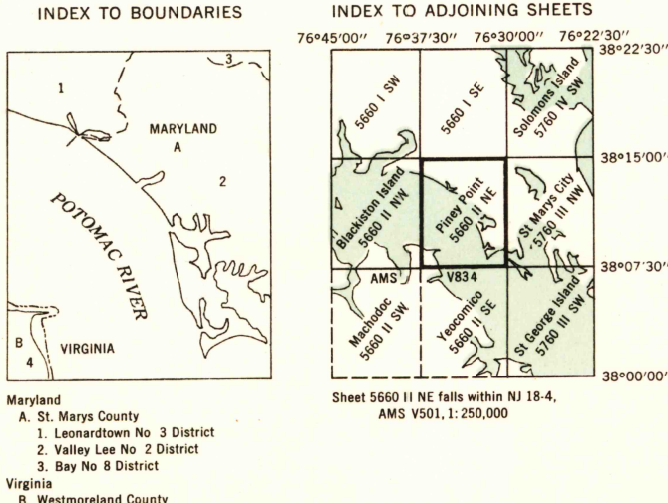 INDEX TO BOUNDARIES
1
3
MARYLAND
A
2
POTOMAC RIVER
B
4
VIRGINIA
Maryland
A. St. Marys County
1. Leonardtown No 3 District
2. Valley Lee No 2 District
3. Bay No 8 District
Virginia
B. Westmoreland County
INDEX TO ADJOINING SHEETS
76°45'00" 76°37'30" 76°30'00" 76°22'30"
38°22'30"
5660 I SW
5660 I SE
Solomons Island
5760 IV SW
38°15'00"
Blackiston Island
5660 II NW
Piney Point
5660 II NE
St Marys City
5760 III NW
38°07'30"
AMS V834
Machodoc
5660 II SW
Yeocomico
5660 II SE
St George Island
5760 III SW
38°00'00"
Sheet 5660 II NE falls within NJ 18-4,
AMS V501, 1:250,000